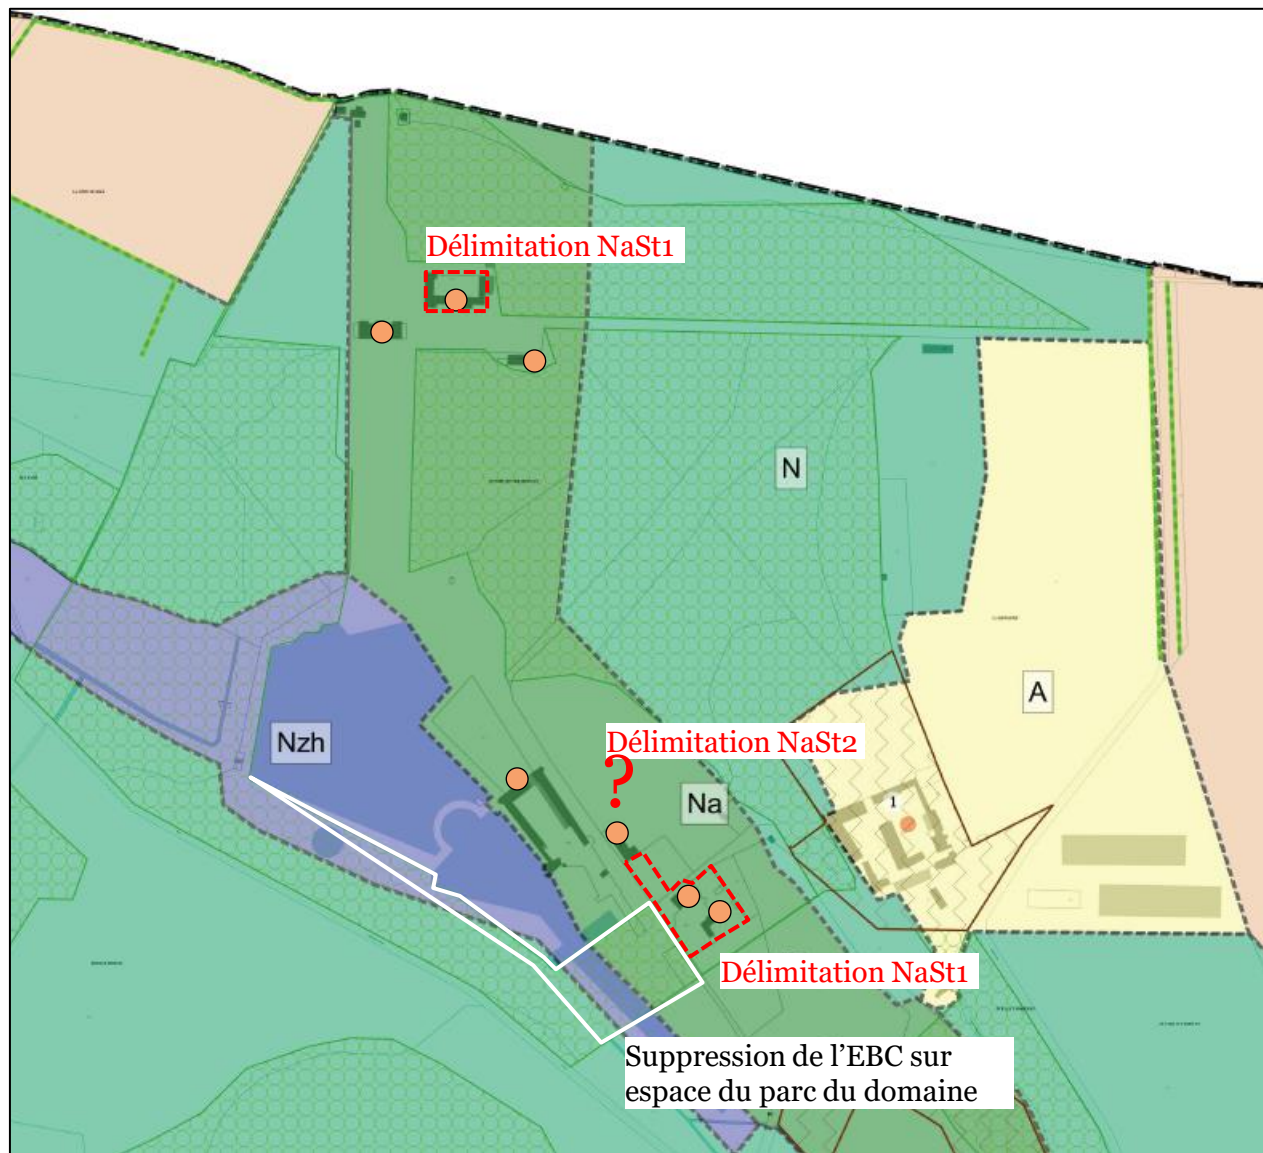 Délimitation NaSt1
N
A
Nzh
Délimitation NaSt2
?
Na
1
Délimitation NaSt1
Suppression de l’EBC sur
espace du parc du domaine